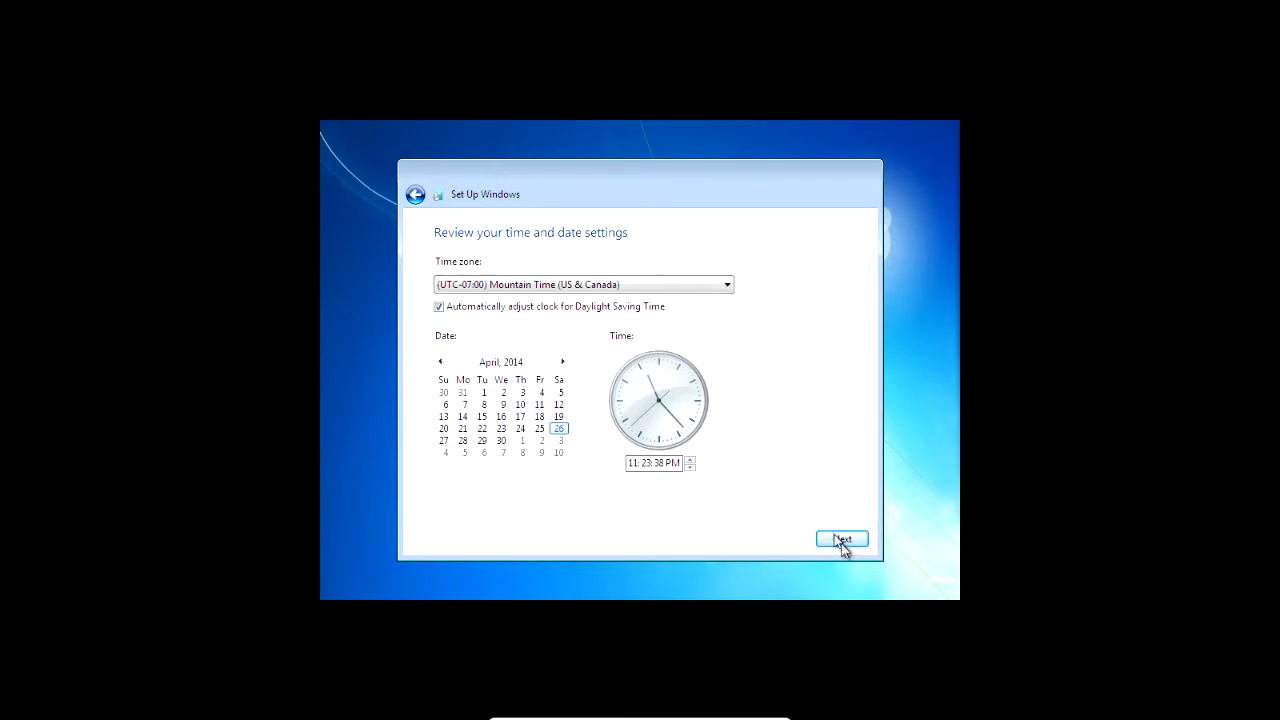 Set Up Windows
Review your time and date settings
Time zone:
(UTC-07:00) Mountain Time (US & Canada)
Automatically adjust clock for Daylight Saving Time
Date: Time:
April, 2014
Su Mo Tu We Th Fr Sa
30 31 1 2 3 4 5
6 7 8 9 10 11 12
13 14 15 16 17 18 19
20 21 22 23 24 25 26
27 28 29 30 1 2 3
4 5 6 7 8 9 10
11: 23: 38 PM
Next